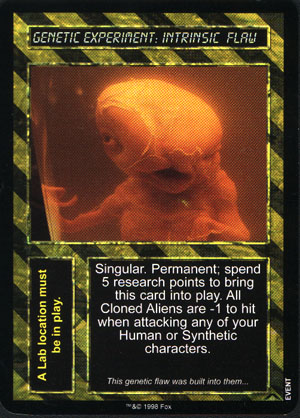 GENETIC EXPERIMENT: INTRINSIC FLAW
A Lab location must
be in play.
Singular. Permanent; spend
5 research points to bring
this card into play. All
Cloned Aliens are -1 to hit
when attacking any of your
Human or Synthetic
characters.
This genetic flaw was built into them...
EVENT
™&© 1998 Fox